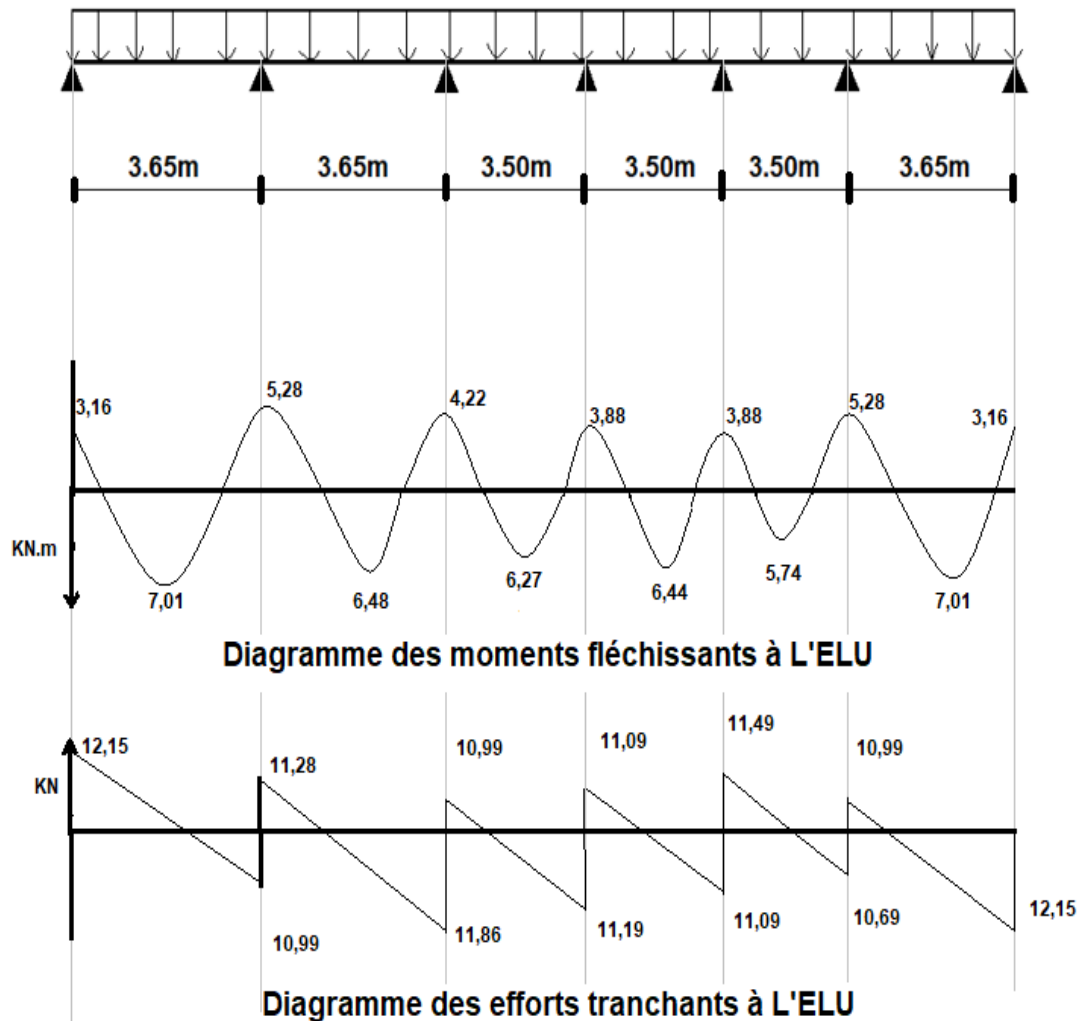 3.65m 3.65m 3.50m 3.50m 3.50m 3.65m
5,28 4,22 5,28
3,16 3,88 3,88 3,16
KN.m
7,01 6,48 6,27 6,44 5,74 7,01
Diagramme des moments fléchissants à L'ELU
12,15 11,28 10,99 11,09 11,49 10,99
KN
10,99 11,86 11,19 11,09 10,69 12,15
Diagramme des efforts tranchants à L'ELU